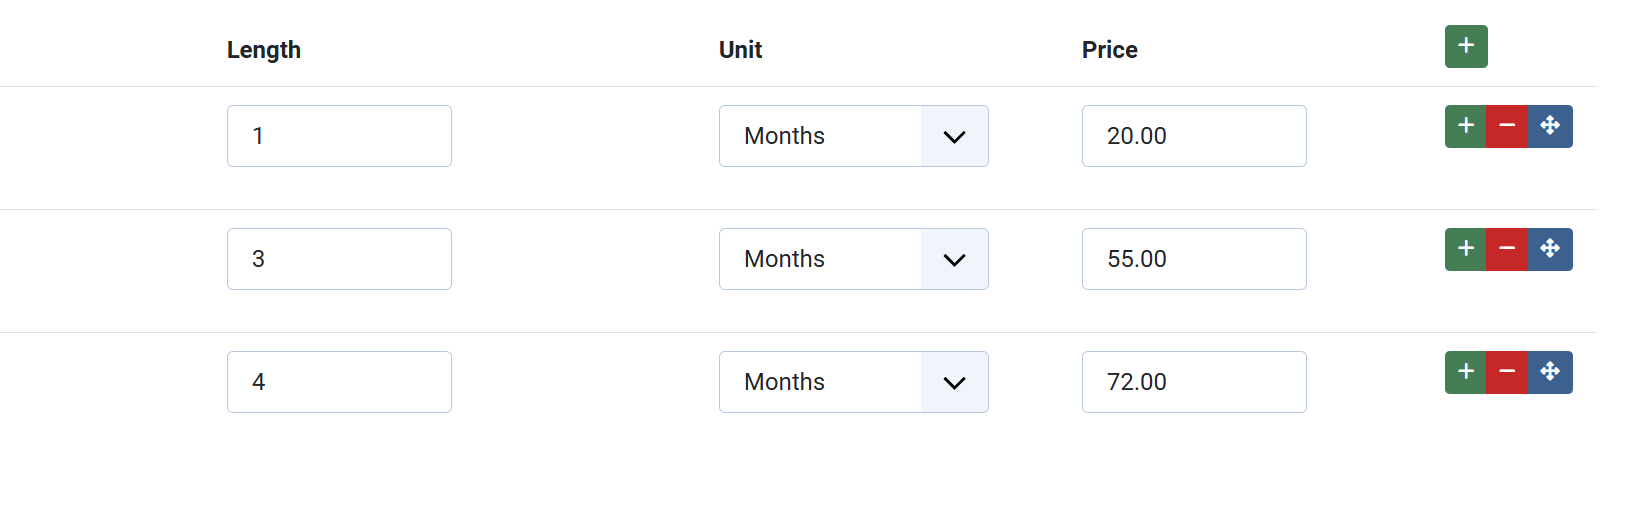 Length Unit Price
1 Months 20.00
3 Months 55.00
4 Months 72.00